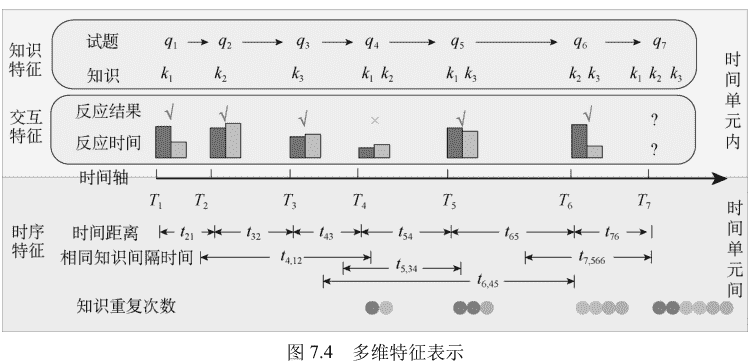 知识特征
试题 q1 q2 q3 q4 q5 q6 q7
知识 k1 k2 k3 k1 k2 k1 k3 k2 k3 k1 k2 k3
时间单元内
交互特征
反应结果 √ √ √ × √ √ ?
反应时间 ?
时间轴
T1 T2 T3 T4 T5 T6 T7
时序特征
时间距离 t21 t32 t43 t54 t65 t76
相同知识间隔时间 t4,12 t7,566
t5,34
t6,45
知识重复次数
时间单元间
图 7.4 多维特征表示